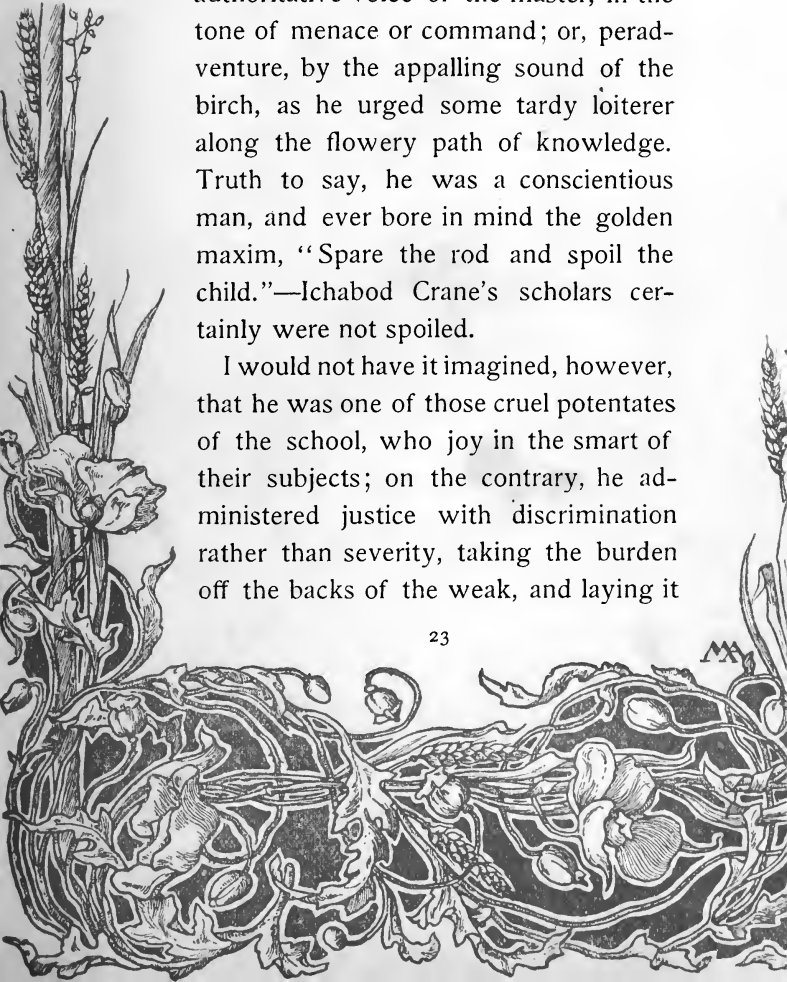 tone of menace or command; or, perad-
venture, by the appalling sound of the
birch, as he urged some tardy loiterer
along the flowery path of knowledge.
Truth to say, he was a conscientious
man, and ever bore in mind the golden
maxim, "Spare the rod and spoil the
child."—Ichabod Crane's scholars cer-
tainly were not spoiled.
I would not have it imagined, however,
that he was one of those cruel potentates
of the school, who joy in the smart of
their subjects; on the contrary, he ad-
ministered justice with discrimination
rather than severity, taking the burden
off the backs of the weak, and laying it
23